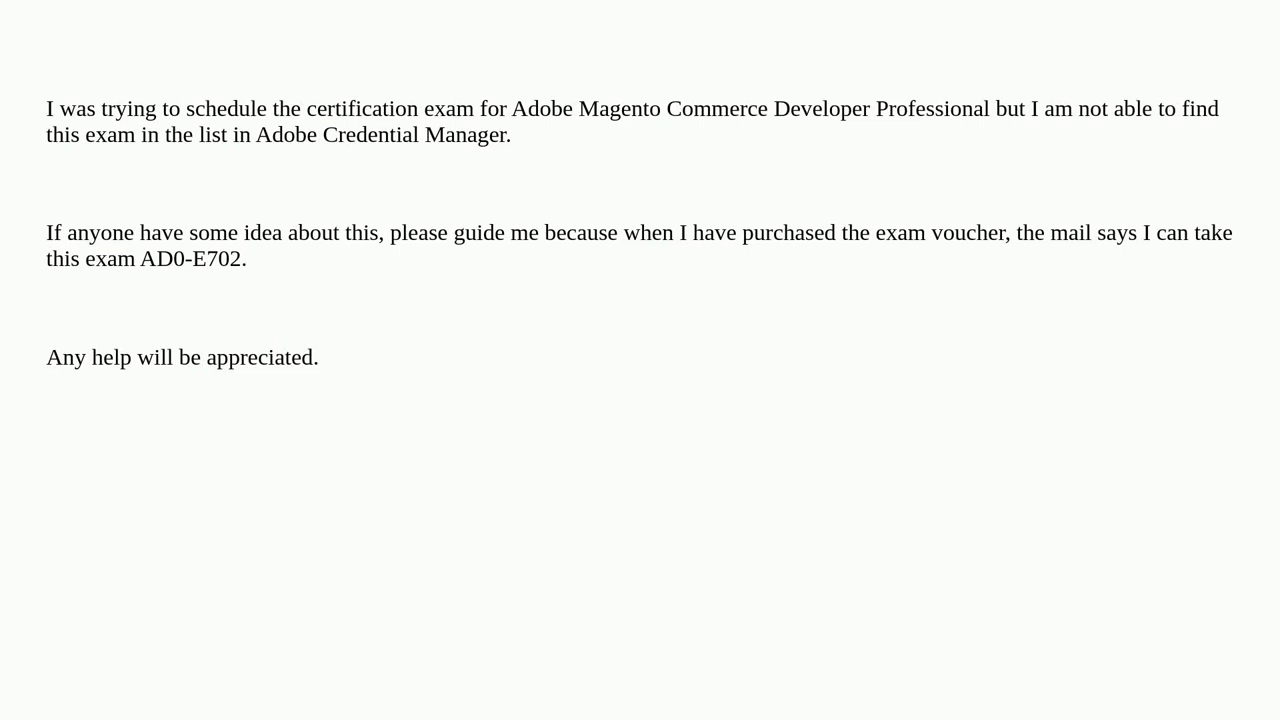 I was trying to schedule the certification exam for Adobe Magento Commerce Developer Professional but I am not able to find
this exam in the list in Adobe Credential Manager.
If anyone have some idea about this, please guide me because when I have purchased the exam voucher, the mail says I can take
this exam AD0-E702.
Any help will be appreciated.